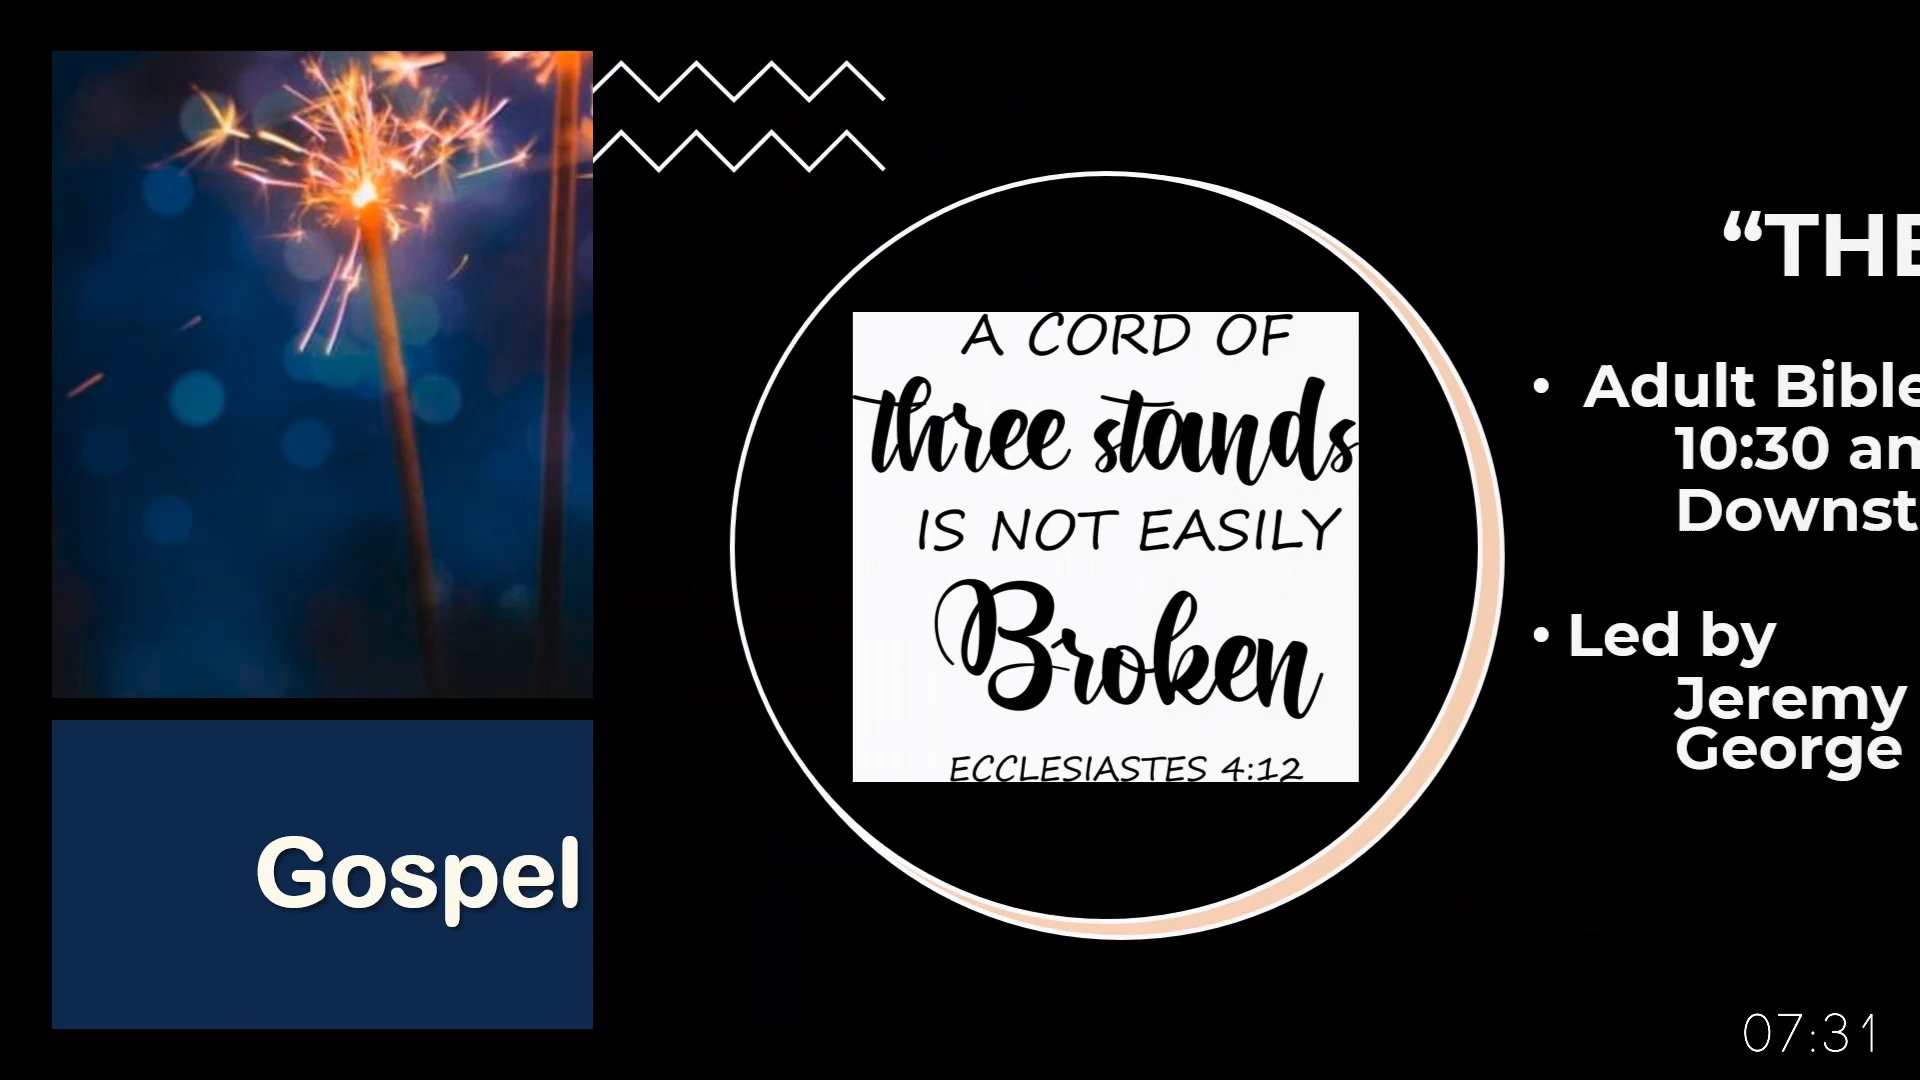 A CORD OF
three stands
IS NOT EASILY
Broken
ECCLESIASTES 4:12
“THE
• Adult Bible
10:30 am
Downst
• Led by
Jeremy
George
Gospel
07:31